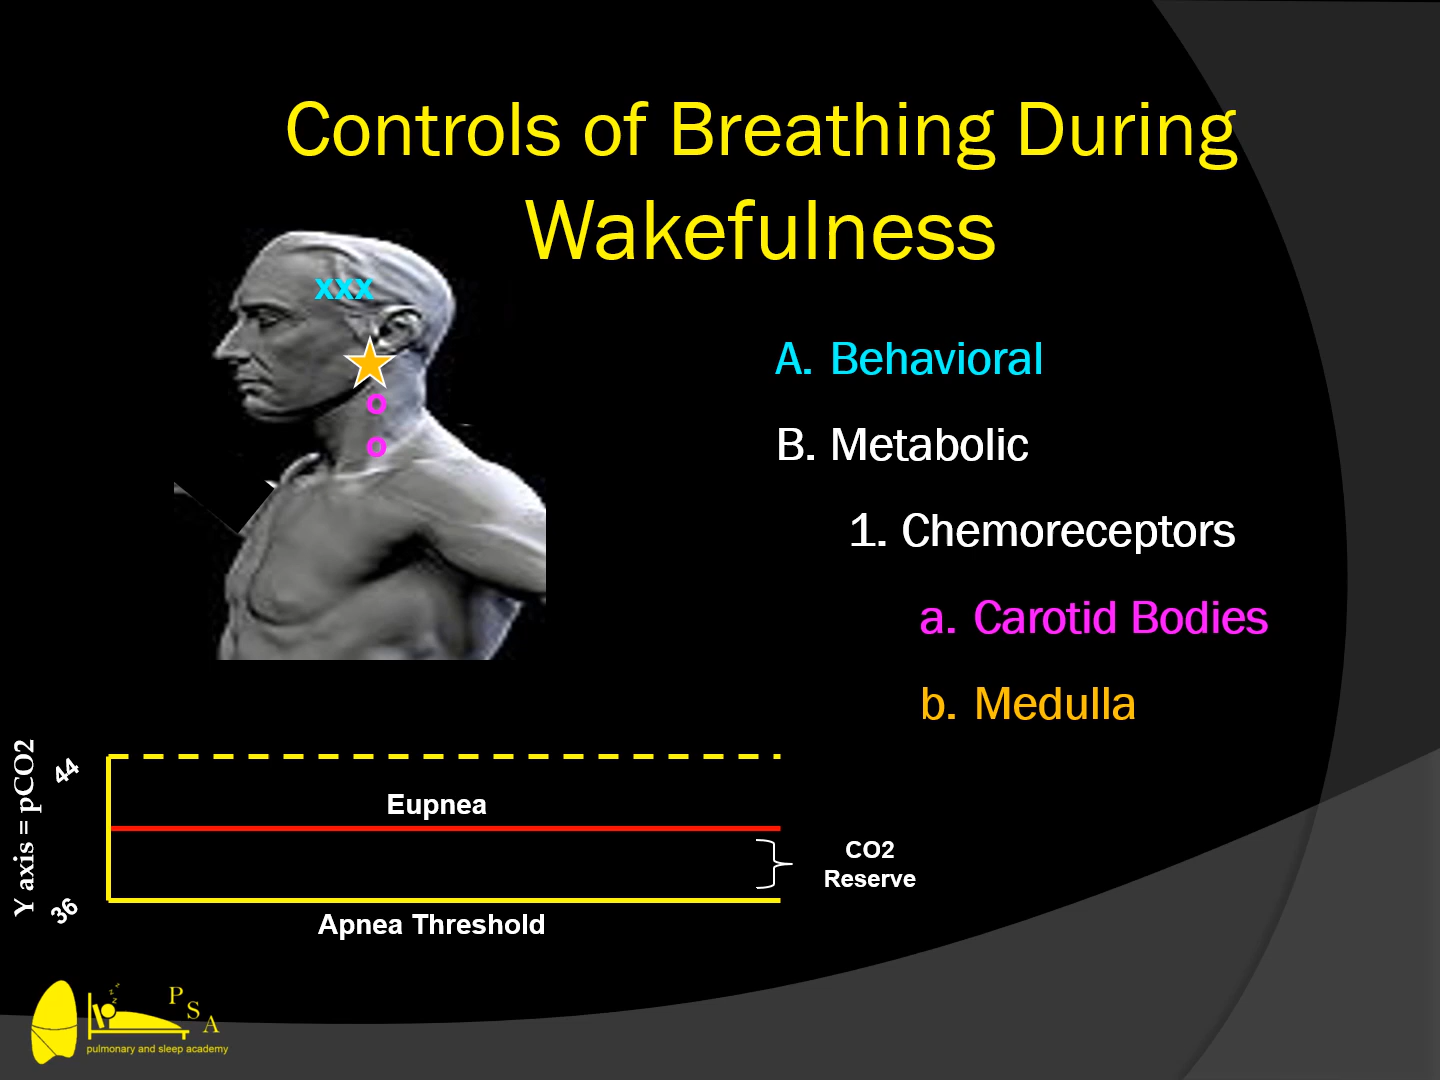 Controls of Breathing During
Wakefulness
xxx
o
o
A. Behavioral
B. Metabolic
1. Chemoreceptors
a. Carotid Bodies
b. Medulla
Y axis = pCO2
44
36
Eupnea
CO2
Reserve
Apnea Threshold
z z
z
z
P
S
A
pulmonary and sleep academy